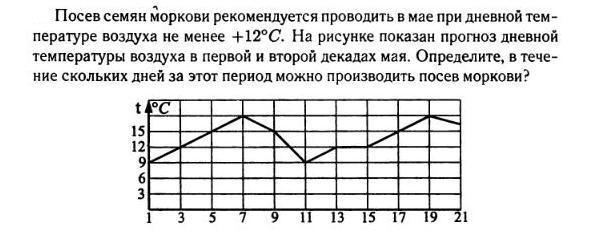 Посев семян моркови рекомендуется проводить в мае при дневной тем-
пературе воздуха не менее +12°C. На рисунке показан прогноз дневной
температуры воздуха в первой и второй декадах мая. Определите, в тече-
ние скольких дней за этот период можно производить посев моркови?
t °C
15
12
9
6
3
1 3 5 7 9 11 13 15 17 19 21